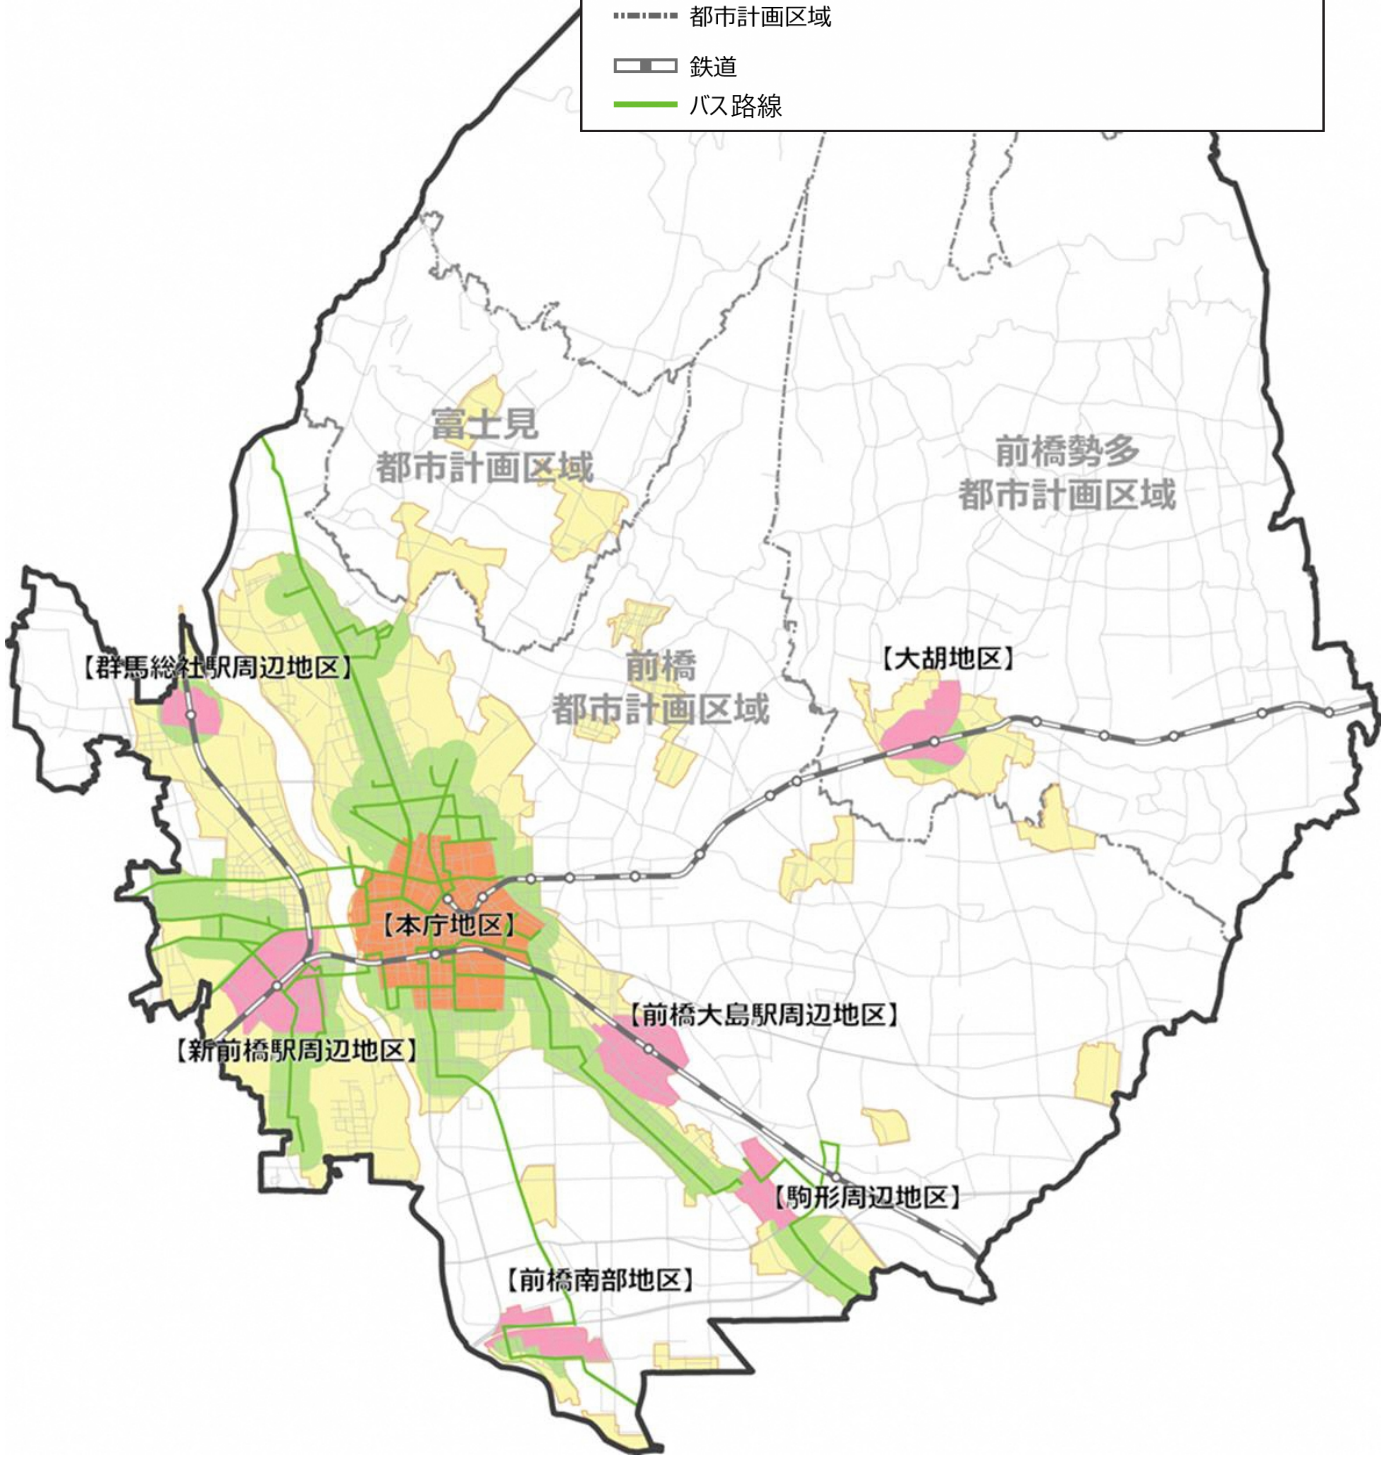 都市計画区域
鉄道
バス路線
富士見
都市計画区域
前橋勢多
都市計画区域
【群馬総社駅周辺地区】
前橋
都市計画区域
【大胡地区】
【本庁地区】
【前橋大島駅周辺地区】
【新前橋駅周辺地区】
【駒形周辺地区】
【前橋南部地区】